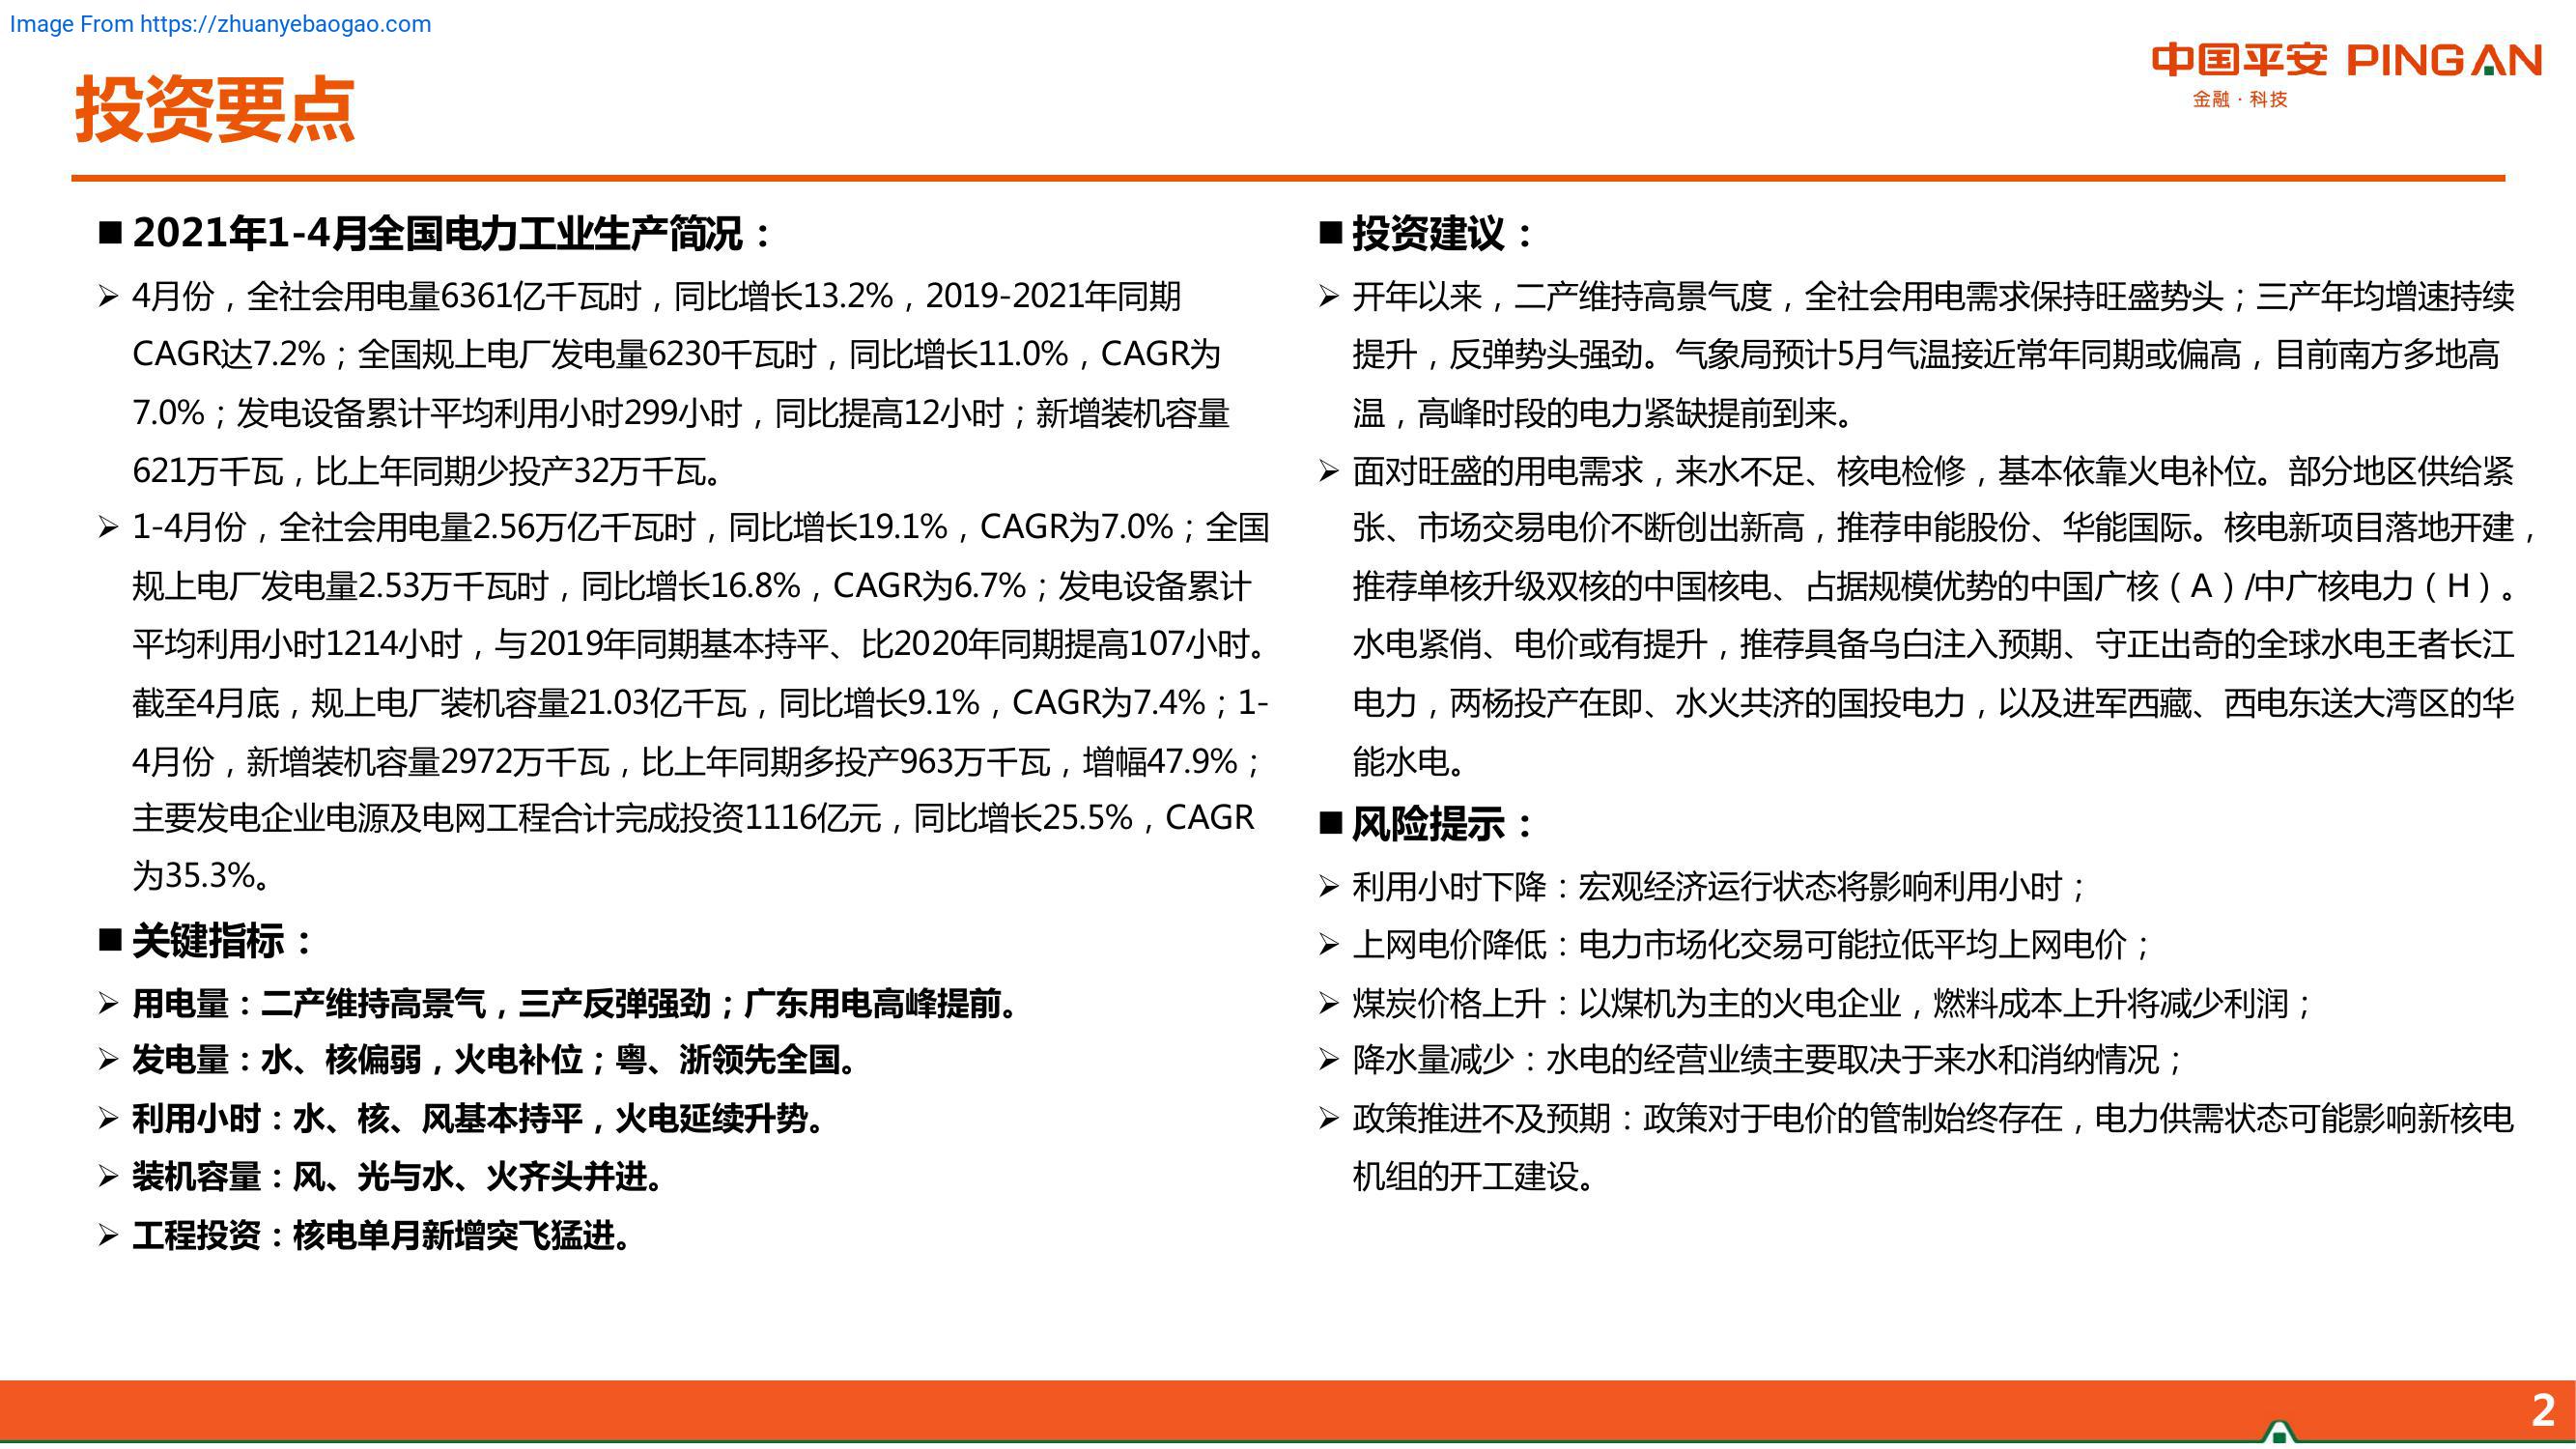 Image From https://zhuanyebaogao.com
中国平安 PINGAN
金融·科技
投资要点
■ 2021年1-4月全国电力工业生产简况：
➢ 4月份，全社会用电量6361亿千瓦时，同比增长13.2%，2019-2021年同期
CAGR达7.2%；全国规上电厂发电量6230千瓦时，同比增长11.0%，CAGR为
7.0%；发电设备累计平均利用小时299小时，同比提高12小时；新增装机容量
621万千瓦，比上年同期少投产32万千瓦。
➢ 1-4月份，全社会用电量2.56万亿千瓦时，同比增长19.1%，CAGR为7.0%；全国
规上电厂发电量2.53万千瓦时，同比增长16.8%，CAGR为6.7%；发电设备累计
平均利用小时1214小时，与2019年同期基本持平、比2020年同期提高107小时。
截至4月底，规上电厂装机容量21.03亿千瓦，同比增长9.1%，CAGR为7.4%；1-
4月份，新增装机容量2972万千瓦，比上年同期多投产963万千瓦，增幅47.9%；
主要发电企业电源及电网工程合计完成投资1116亿元，同比增长25.5%，CAGR
为35.3%。
■ 关键指标：
➢ 用电量：二产维持高景气，三产反弹强劲；广东用电高峰提前。
➢ 发电量：水、核偏弱，火电补位；粤、浙领先全国。
➢ 利用小时：水、核、风基本持平，火电延续升势。
➢ 装机容量：风、光与水、火齐头并进。
➢ 工程投资：核电单月新增突飞猛进。
■ 投资建议：
➢ 开年以来，二产维持高景气度，全社会用电需求保持旺盛势头；三产年均增速持续
提升，反弹势头强劲。气象局预计5月气温接近常年同期或偏高，目前南方多地高
温，高峰时段的电力紧缺提前到来。
➢ 面对旺盛的用电需求，来水不足、核电检修，基本依靠火电补位。部分地区供给紧
张、市场交易电价不断创出新高，推荐申能股份、华能国际。核电新项目落地开建，
推荐单核升级双核的中国核电、占据规模优势的中国广核（A）/中广核电力（H）。
水电紧俏、电价或有提升，推荐具备乌白注入预期、守正出奇的全球水电王者长江
电力，两杨投产在即、水火共济的国投电力，以及进军西藏、西电东送大湾区的华
能水电。
■ 风险提示：
➢ 利用小时下降：宏观经济运行状态将影响利用小时；
➢ 上网电价降低：电力市场化交易可能拉低平均上网电价；
➢ 煤炭价格上升：以煤机为主的火电企业，燃料成本上升将减少利润；
➢ 降水量减少：水电的经营业绩主要取决于来水和消纳情况；
➢ 政策推进不及预期：政策对于电价的管制始终存在，电力供需状态可能影响新核电
机组的开工建设。
2